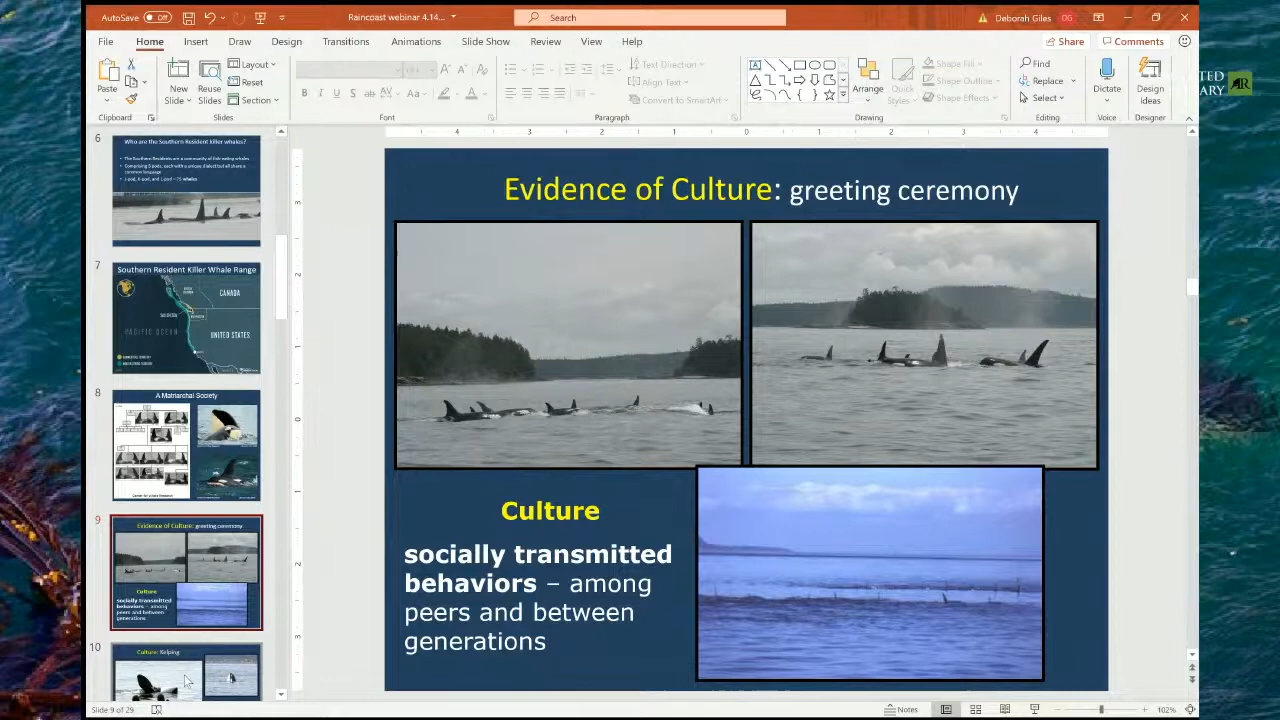 AutoSave Off
Raincoast webinar 4.14...
Search
Deborah Giles
DG
File Home Insert Draw Design Transitions Animations Slide Show Review View Help
Share
Comments
Paste
Clipboard
New Slide
Reuse Slides
Layout
Reset
Section
Slides
Font
Text Direction
Align Text
Convert to SmartArt
Paragraph
Arrange
Quick Styles
Shape Fill
Shape Outline
Shape Effects
Drawing
Find
Replace
Select
Editing
Dictate
Voice
Design Ideas
Designer
6
Who are the Southern Resident killer whales?
7
Southern Resident Killer Whale Range
CANADA
PACIFIC OCEAN
UNITED STATES
8
A Matriarchal Society
9
Evidence of Culture: greeting ceremony
Culture
socially transmitted
behaviors – among
peers and between
generations
10
Culture: Kelping
Evidence of Culture: greeting ceremony
Culture
socially transmitted
behaviors – among
peers and between
generations
Slide 9 of 29
Notes
102%